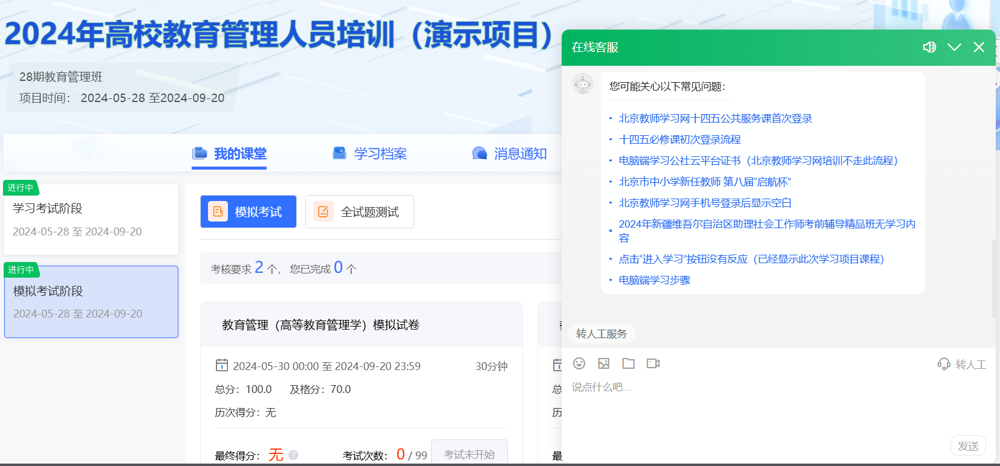 2024年高校教育管理人员培训（演示项目）
28期教育管理班
项目时间： 2024-05-28 至2024-09-20
我的课堂
学习档案
消息通知
进行中
学习考试阶段
2024-05-28 至 2024-09-20
进行中
模拟考试阶段
2024-05-28 至 2024-09-20
模拟考试
全试题测试
考核要求 2 个， 您已完成 0 个
教育管理（高等教育管理学）模拟试卷
2024-05-30 00:00 至 2024-09-20 23:59
30分钟
总分：100.0 及格分：70.0
历次得分：无
最终得分： 无 ?
考试次数： 0 / 99
考试未开始
总
历
最
在线客服
您可能关心以下常见问题：
· 北京教师学习网十四五公共服务课首次登录
· 十四五必修课初次登录流程
· 电脑端学习公社云平台证书（北京教师学习网培训不走此流程）
· 北京市中小学新任教师 第八届“启航杯”
· 北京教师学习网手机号登录后显示空白
· 2024年新疆维吾尔自治区助理社会工作师考前辅导精品班无学习内
容
· 点击“进入学习”按钮没有反应（已经显示此次学习项目课程）
· 电脑端学习步骤
转人工服务
转人工
说点什么吧...
发送